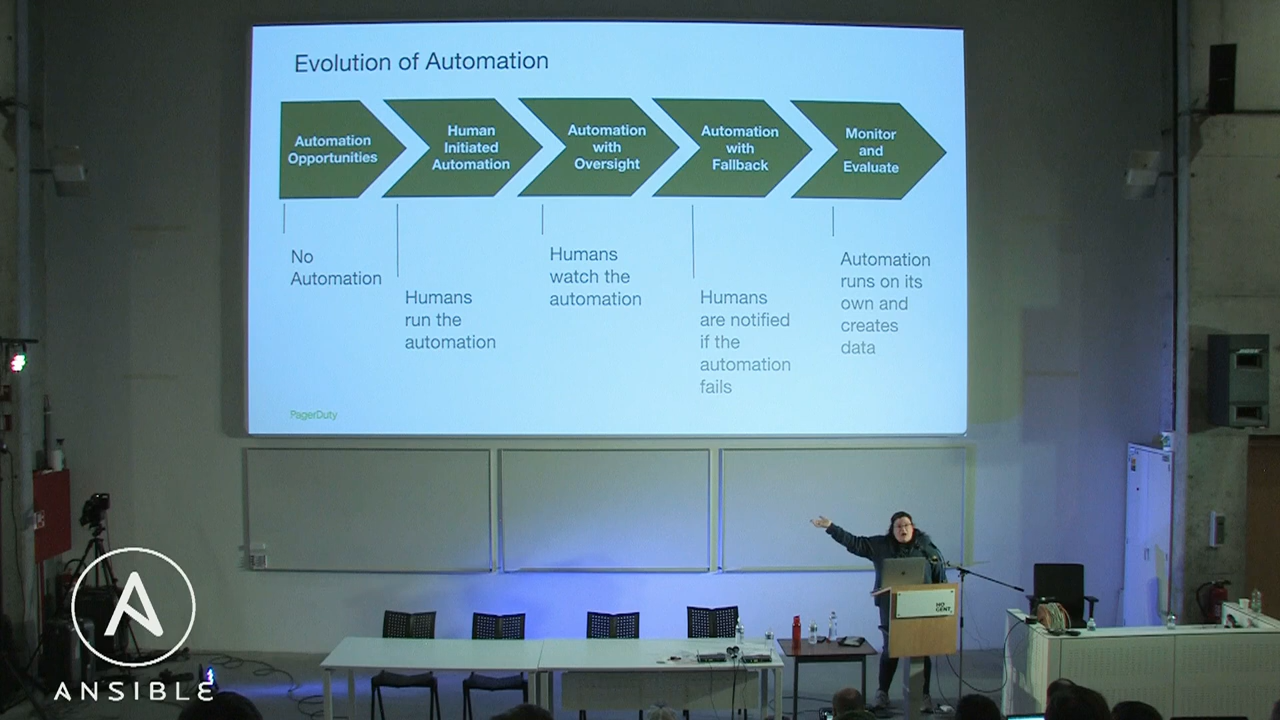 Evolution of Automation
Automation
Opportunities
Human
Initiated
Automation
Automation
with
Oversight
Automation
with
Fallback
Monitor
and
Evaluate
No
Automation
Humans
run the
automation
Humans
watch the
automation
Humans
are notified
if the
automation
fails
Automation
runs on its
own and
creates
data
PagerDuty
HO
GENT
ANSIBLE